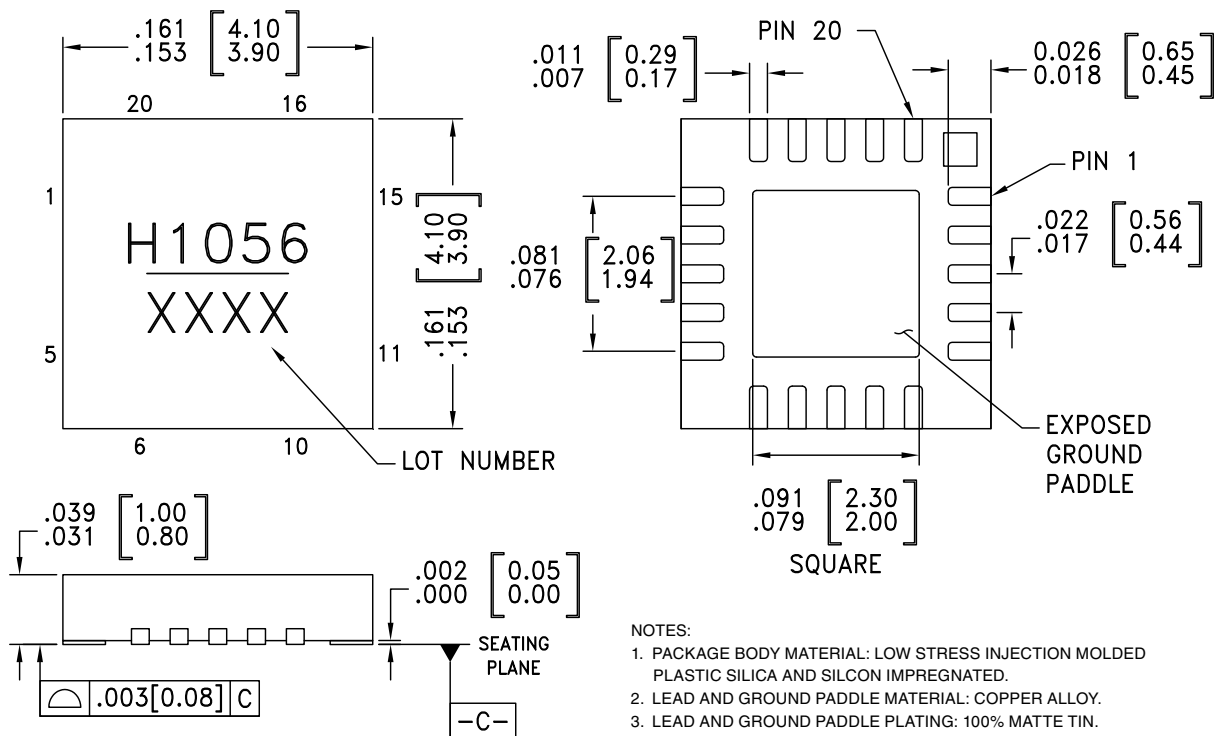 .161 [4.10]
.153 [3.90]
20
16
1
15
5
11
6
10
H1056
XXXX
.161 [4.10]
.153 [3.90]
LOT NUMBER
.011 [0.29]
.007 [0.17]
PIN 20
0.026 [0.65]
0.018 [0.45]
PIN 1
.022 [0.56]
.017 [0.44]
.081 [2.06]
.076 [1.94]
EXPOSED
GROUND
PADDLE
.091 [2.30]
.079 [2.00]
SQUARE
.039 [1.00]
.031 [0.80]
.002 [0.05]
.000 [0.00]
SEATING
PLANE
.003[0.08] C
-C-
NOTES:
1. PACKAGE BODY MATERIAL: LOW STRESS INJECTION MOLDED
PLASTIC SILICA AND SILCON IMPREGNATED.
2. LEAD AND GROUND PADDLE MATERIAL: COPPER ALLOY.
3. LEAD AND GROUND PADDLE PLATING: 100% MATTE TIN.